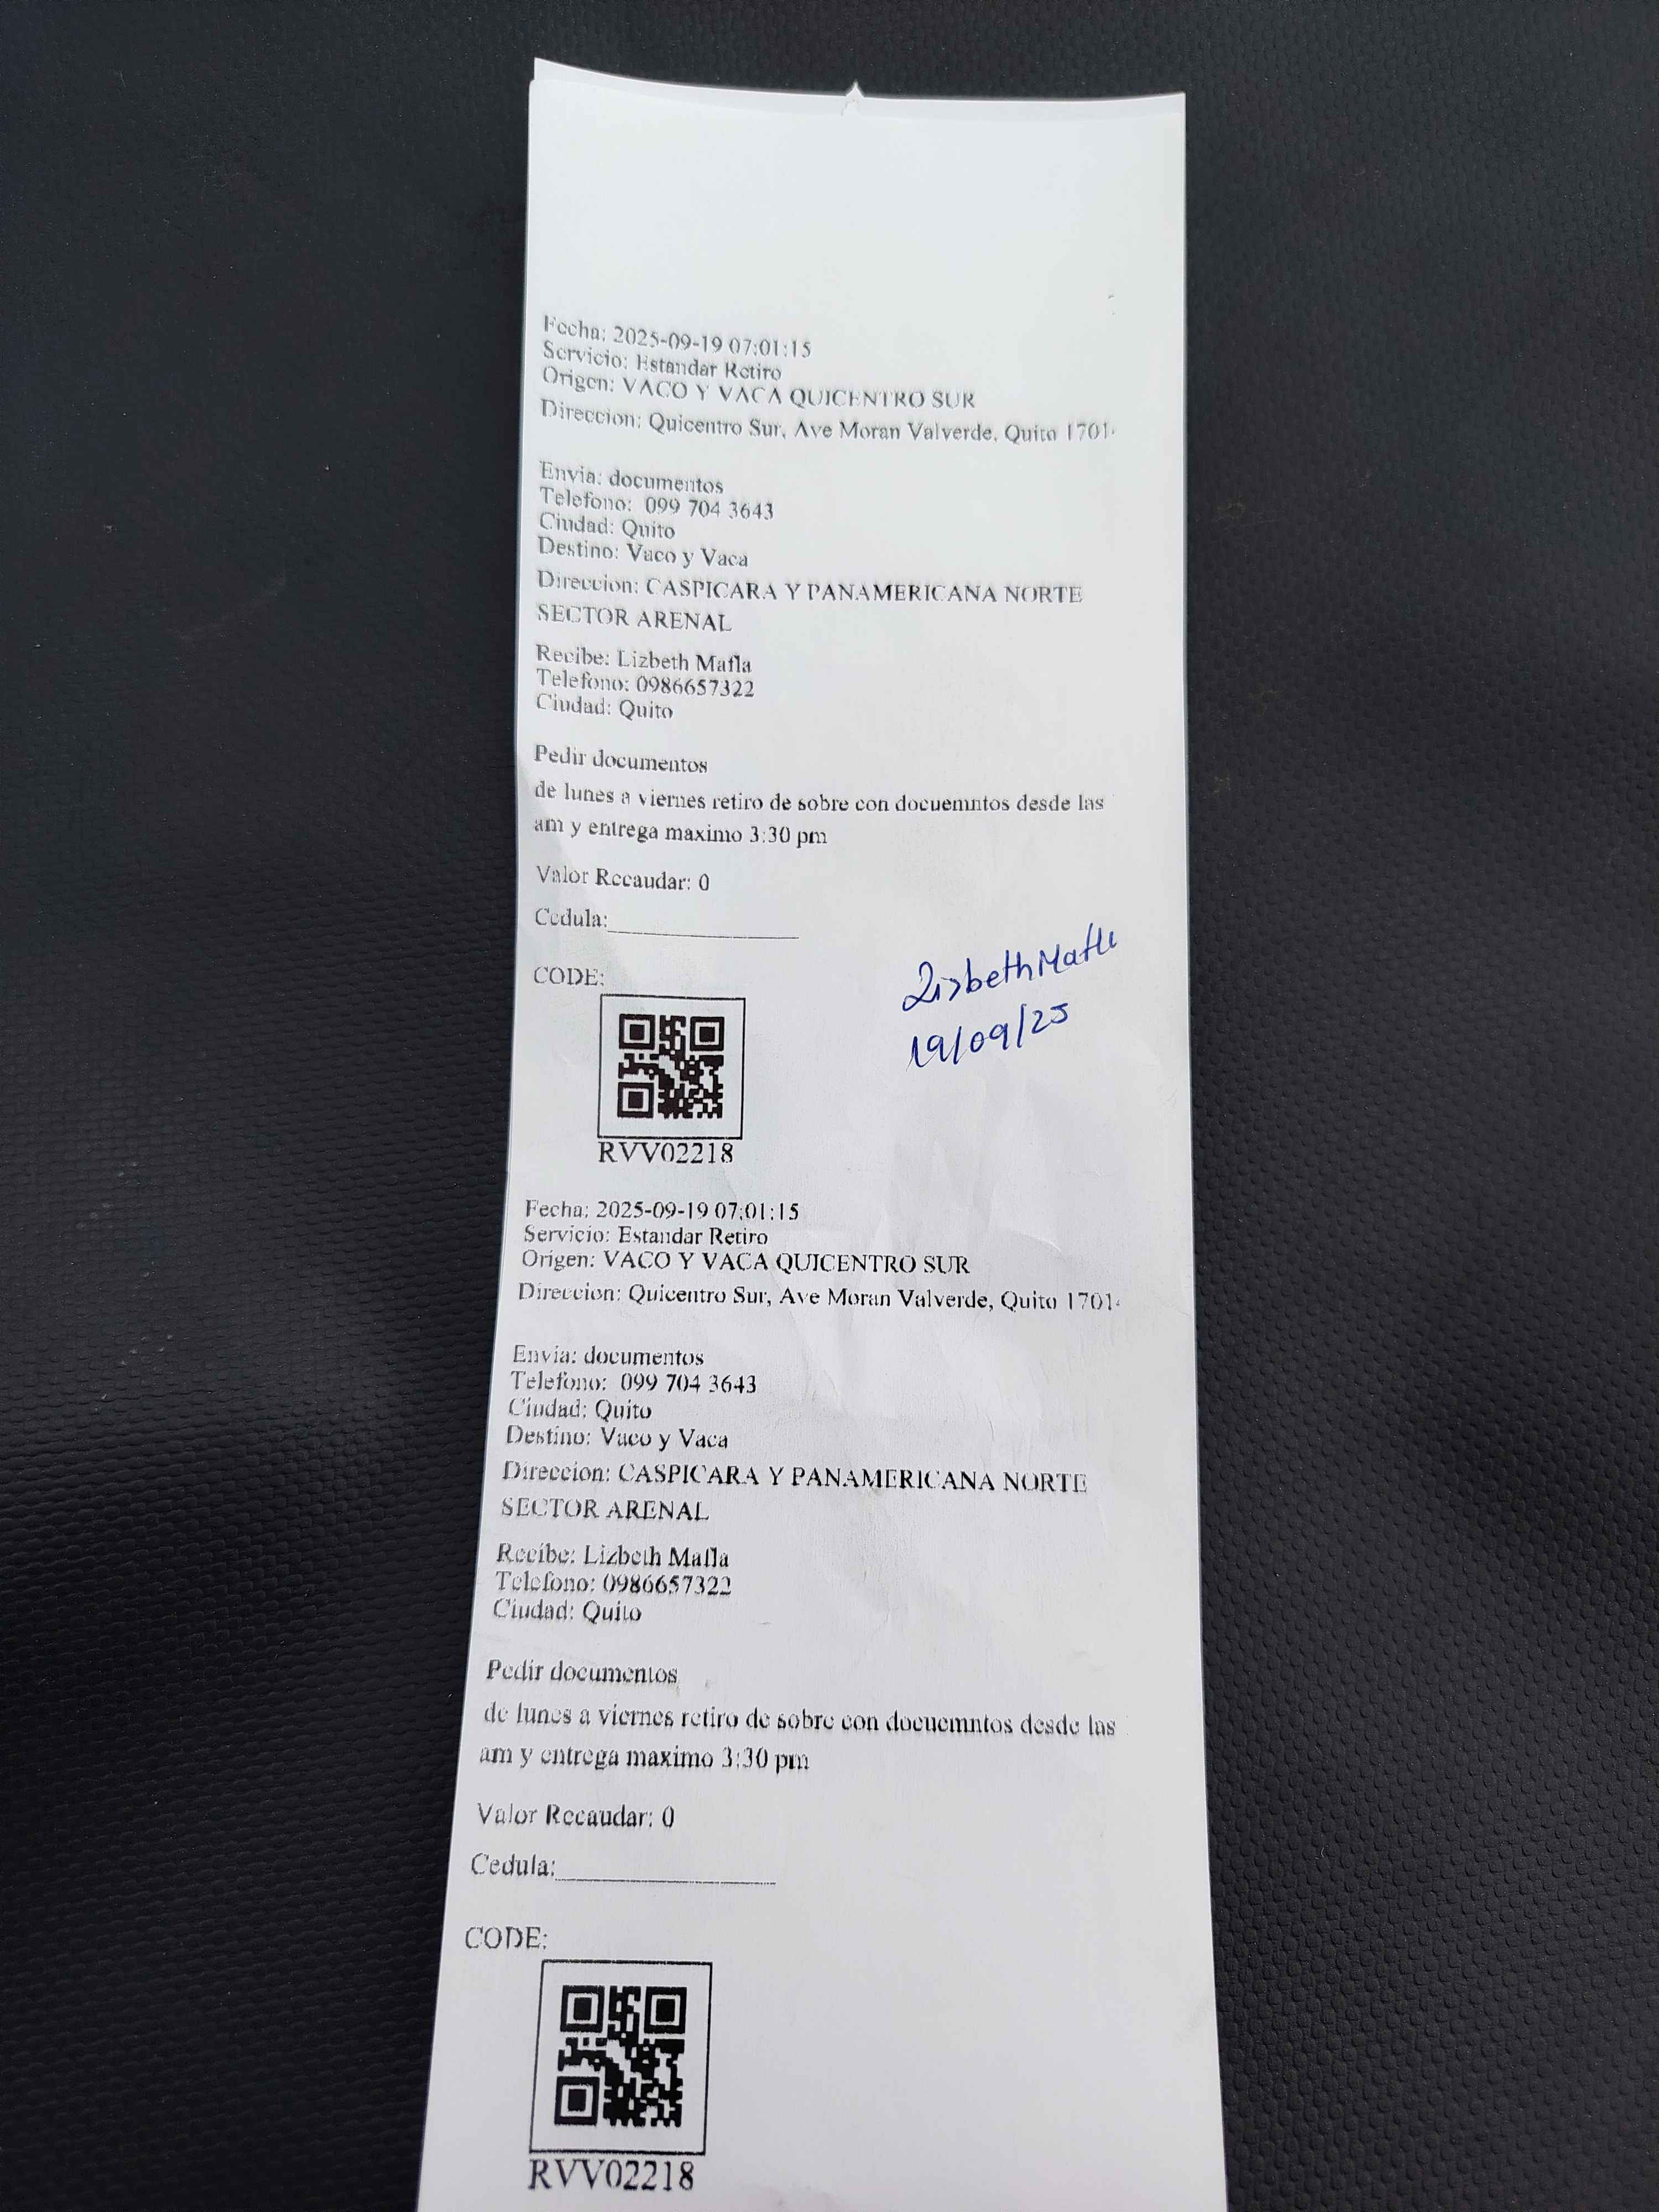 Fecha: 2025-09-19 07:01:15
Servicio: Estandar Retiro
Origen: VACO Y VACA QUICENTRO SUR
Direccion: Quicentro Sur, Ave Moran Valverde, Quito 1701
Envia: documentos
Telefono: 099 704 3643
Ciudad: Quito
Destino: Vaco y Vaca
Direccion: CASPICARA Y PANAMERICANA NORTE
SECTOR ARENAL
Recibe: Lizbeth Mafla
Telefono: 0986657322
Ciudad: Quito
Pedir documentos
de lunes a viernes retiro de sobre con docuemntos desde las
am y entrega maximo 3:30 pm
Valor Recaudar: 0
Cedula:
CODE:
Lizbeth Mafla
19/09/25
RVV02218
Fecha: 2025-09-19 07:01:15
Servicio: Estandar Retiro
Origen: VACO Y VACA QUICENTRO SUR
Direccion: Quicentro Sur, Ave Moran Valverde, Quito 1701
Envia: documentos
Telefono: 099 704 3643
Ciudad: Quito
Destino: Vaco y Vaca
Direccion: CASPICARA Y PANAMERICANA NORTE
SECTOR ARENAL
Recibe: Lizbeth Mafla
Telefono: 0986657322
Ciudad: Quito
Pedir documentos
de lunes a viernes retiro de sobre con docuemntos desde las
am y entrega maximo 3:30 pm
Valor Recaudar: 0
Cedula:
CODE:
RVV02218